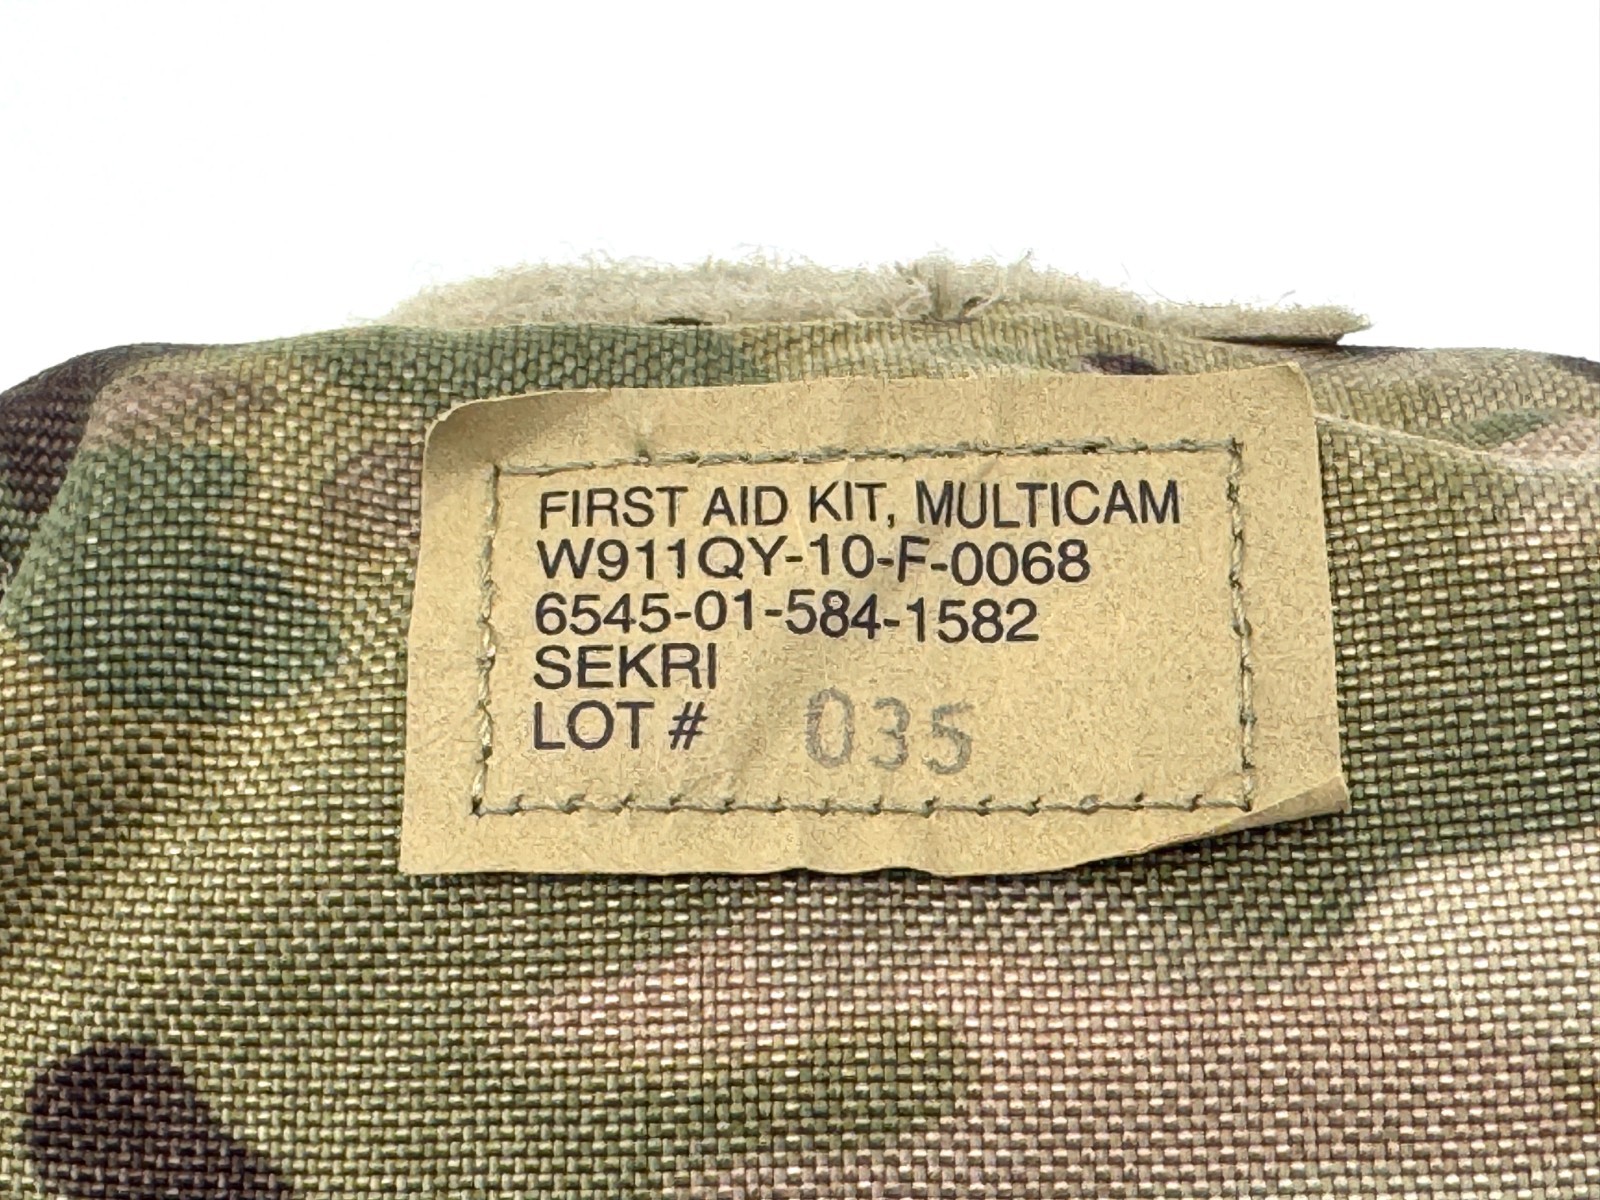 FIRST AID KIT, MULTICAM
W911QY-10-F-0068
6545-01-584-1582
SEKRI
LOT # 035